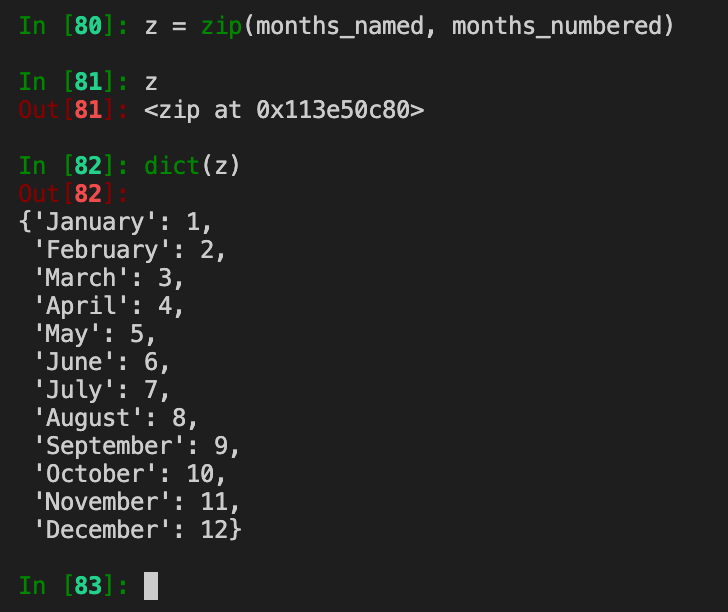 In [80]: z = zip(months_named, months_numbered)
In [81]: z
Out[81]: <zip at 0x113e50c80>
In [82]: dict(z)
Out[82]:
{'January': 1,
 'February': 2,
 'March': 3,
 'April': 4,
 'May': 5,
 'June': 6,
 'July': 7,
 'August': 8,
 'September': 9,
 'October': 10,
 'November': 11,
 'December': 12}
In [83]: